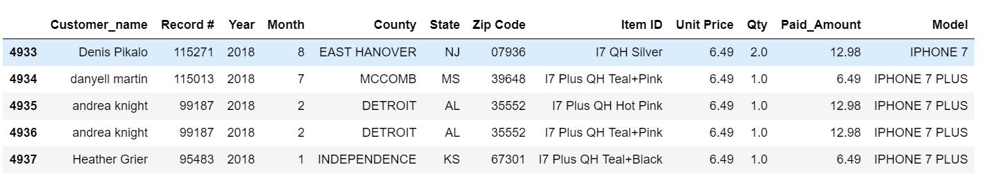 Customer_name Record # Year Month County State Zip Code Item ID Unit Price Qty Paid_Amount Model
4933 Denis Pikalo 115271 2018 8 EAST HANOVER NJ 07936 I7 QH Silver 6.49 2.0 12.98 IPHONE 7
4934 danyell martin 115013 2018 7 MCCOMB MS 39648 I7 Plus QH Teal+Pink 6.49 1.0 6.49 IPHONE 7 PLUS
4935 andrea knight 99187 2018 2 DETROIT AL 35552 I7 Plus QH Hot Pink 6.49 1.0 12.98 IPHONE 7 PLUS
4936 andrea knight 99187 2018 2 DETROIT AL 35552 I7 Plus QH Teal+Pink 6.49 1.0 12.98 IPHONE 7 PLUS
4937 Heather Grier 95483 2018 1 INDEPENDENCE KS 67301 I7 Plus QH Teal+Black 6.49 1.0 6.49 IPHONE 7 PLUS